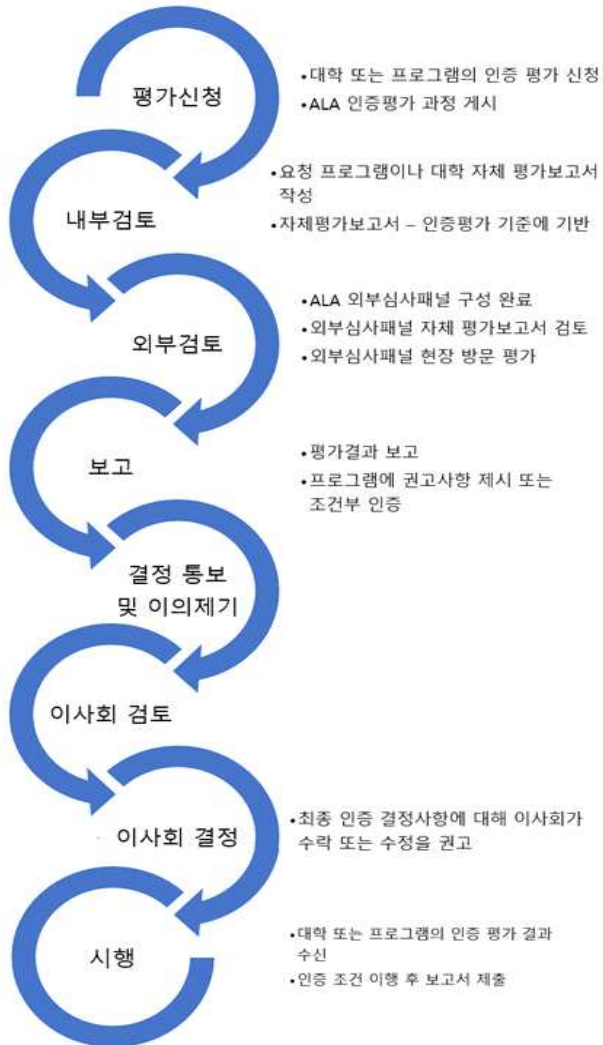 평가신청
•대학 또는 프로그램의 인증 평가 신청
•ALA 인증평가 과정 게시
내부검토
•요청 프로그램이나 대학 자체 평가보고서
작성
•자체평가보고서 – 인증평가 기준에 기반
외부검토
•ALA 외부심사패널 구성 완료
•외부심사패널 자체 평가보고서 검토
•외부심사패널 현장 방문 평가
보고
•평가결과 보고
•프로그램에 권고사항 제시 또는
조건부 인증
결정 통보
및 이의제기
이사회 검토
이사회 결정
•최종 인증 결정사항에 대해 이사회가
수락 또는 수정을 권고
시행
•대학 또는 프로그램의 인증 평가 결과
수신
•인증 조건 이행 후 보고서 제출